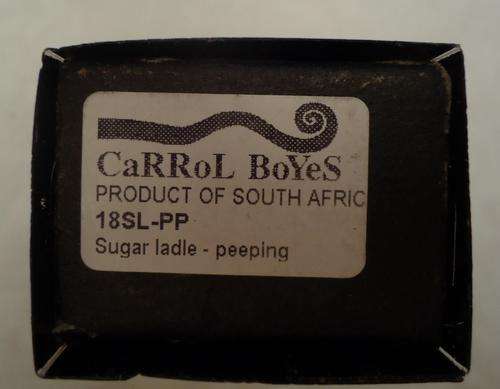 CaRRoL BoYeS
PRODUCT OF SOUTH AFRIC
18SL-PP
Sugar ladle - peeping